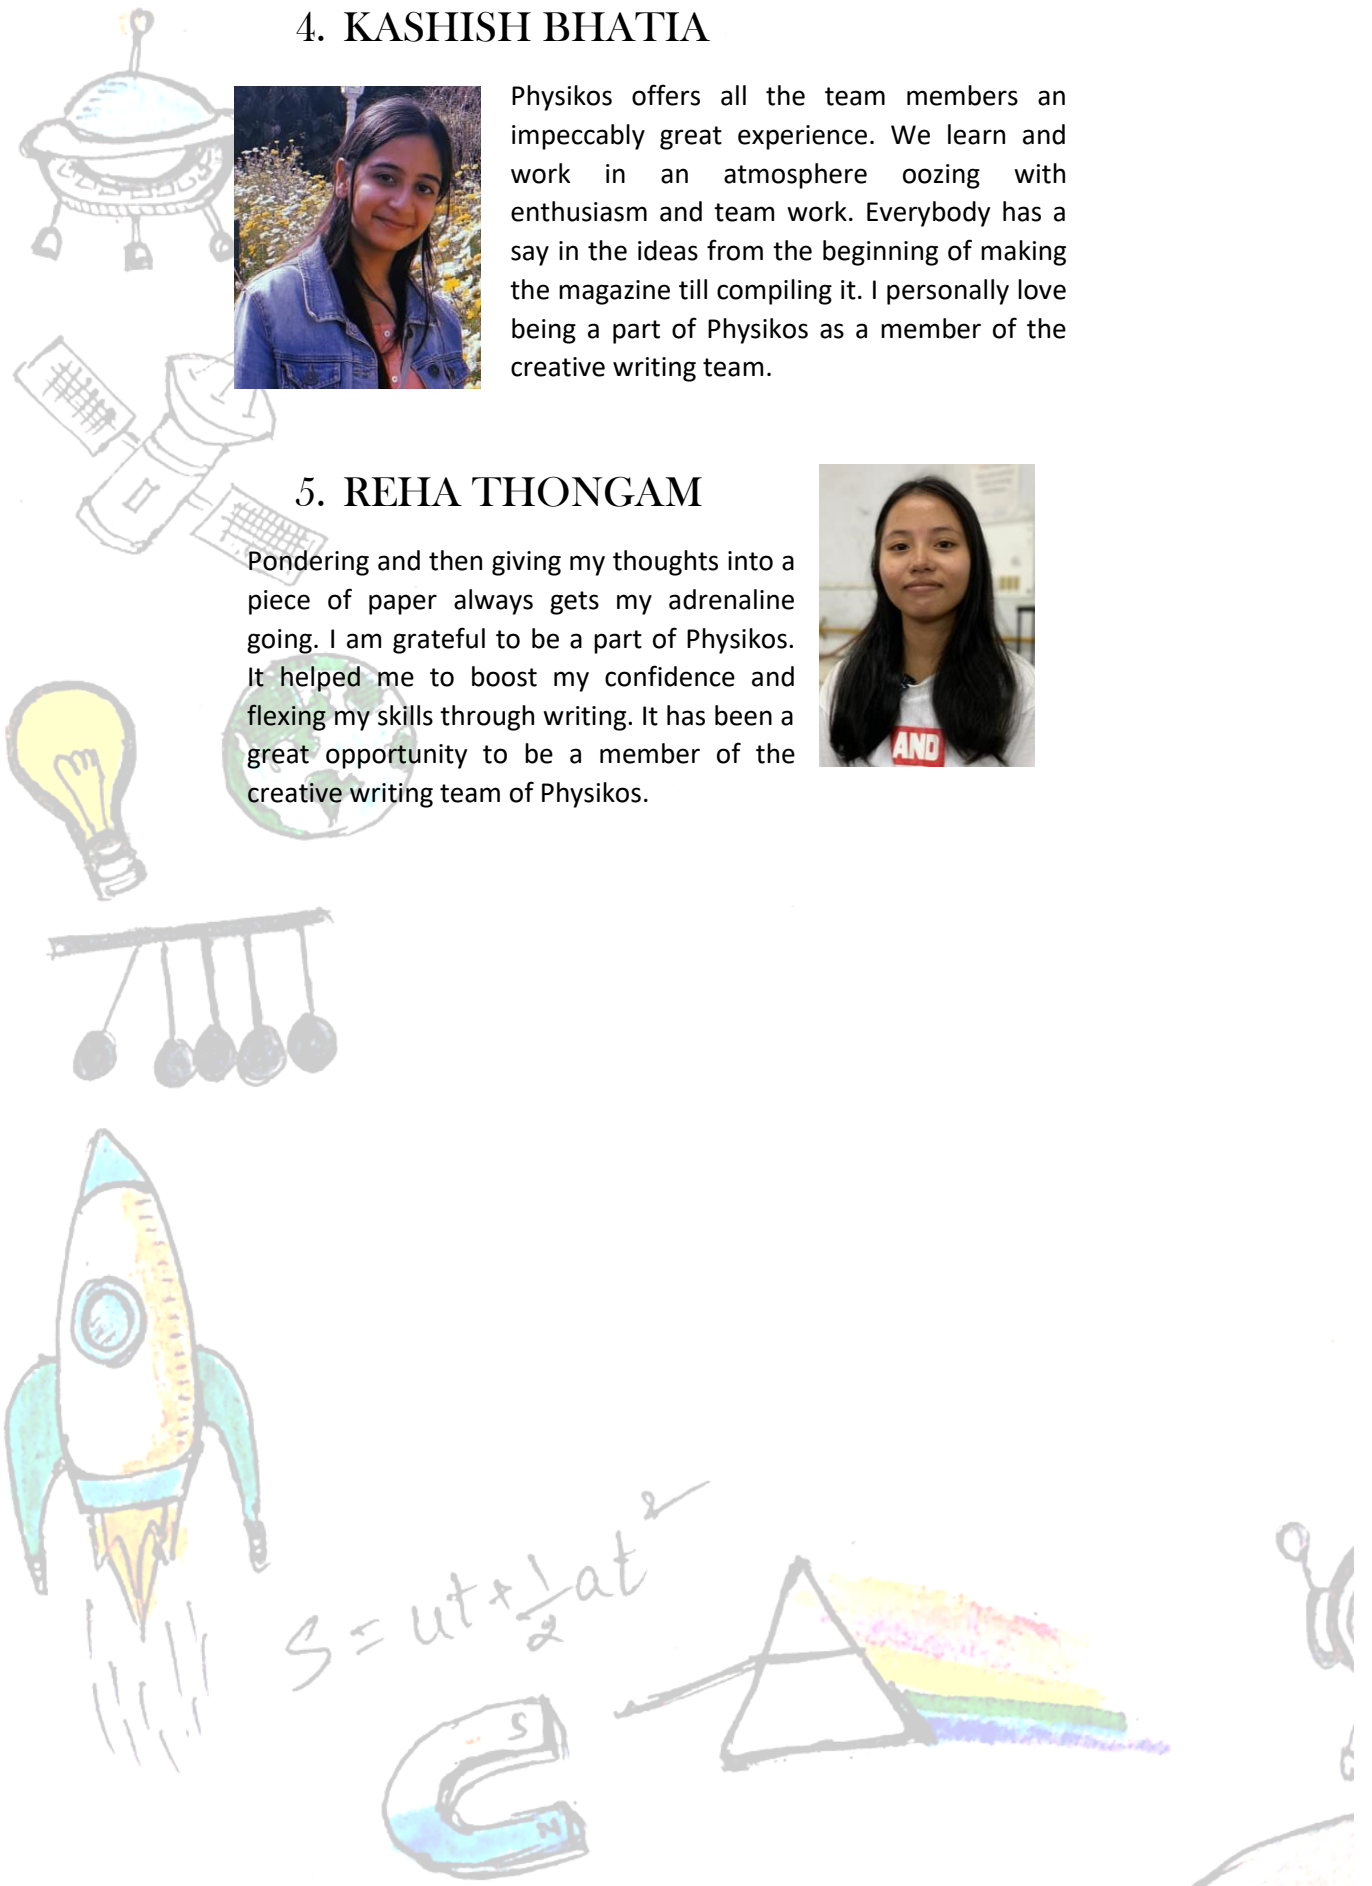 4. KASHISH BHATIA
Physikos offers all the team members an
impeccably great experience. We learn and
work in an atmosphere oozing with
enthusiasm and team work. Everybody has a
say in the ideas from the beginning of making
the magazine till compiling it. I personally love
being a part of Physikos as a member of the
creative writing team.
5. REHA THONGAM
Pondering and then giving my thoughts into a
piece of paper always gets my adrenaline
going. I am grateful to be a part of Physikos.
It helped me to boost my confidence and
flexing my skills through writing. It has been a
great opportunity to be a member of the
creative writing team of Physikos.
AND
S = ut + 1/2 at²
S
N